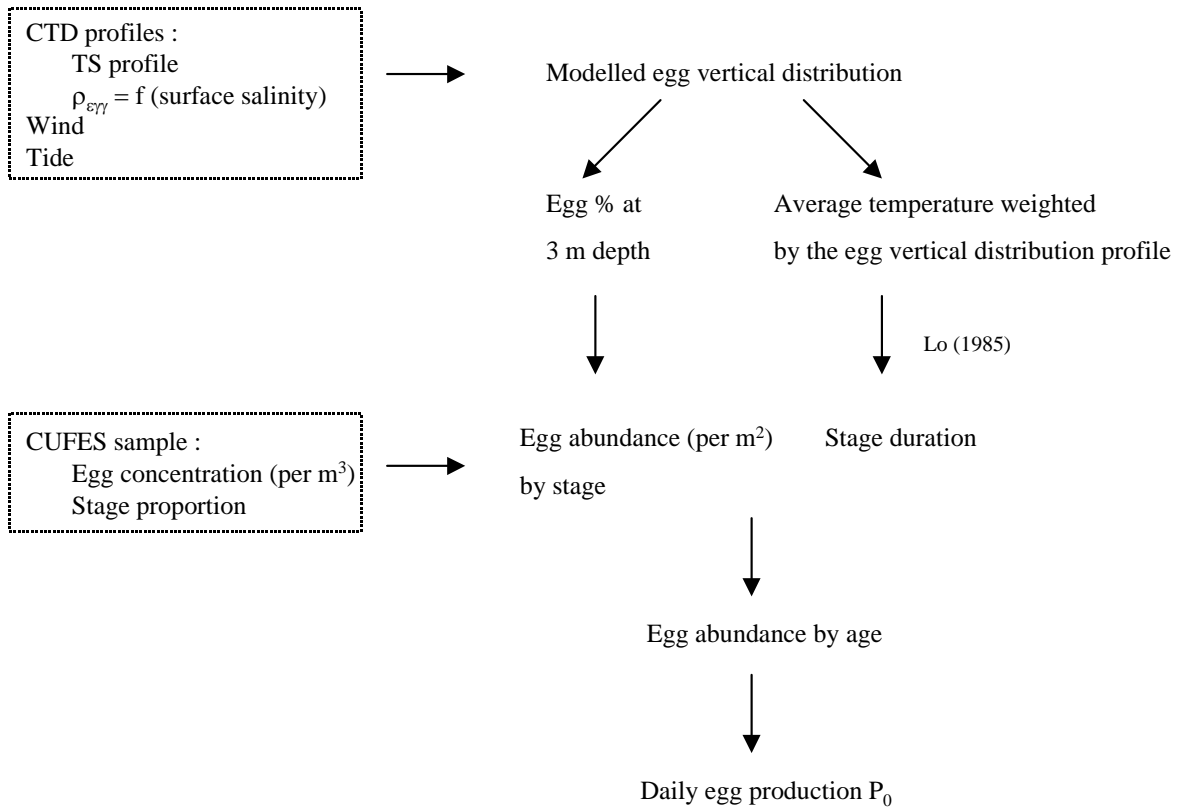 CTD profiles :
TS profile
ρεγγ = f (surface salinity)
Wind
Tide
Modelled egg vertical distribution
Egg % at
3 m depth
Average temperature weighted
by the egg vertical distribution profile
Lo (1985)
CUFES sample :
Egg concentration (per m³)
Stage proportion
Egg abundance (per m²)
by stage
Stage duration
Egg abundance by age
Daily egg production P₀